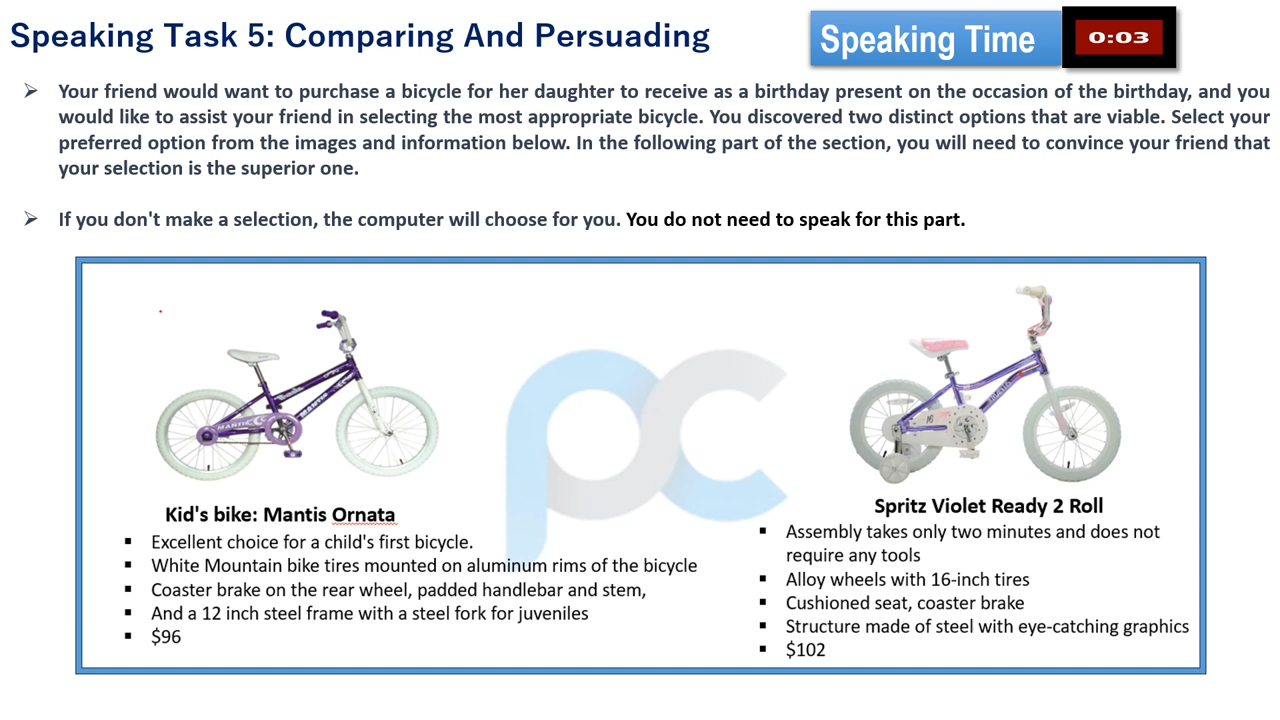 Speaking Task 5: Comparing And Persuading
Speaking Time
0:03
➢ Your friend would want to purchase a bicycle for her daughter to receive as a birthday present on the occasion of the birthday, and you
would like to assist your friend in selecting the most appropriate bicycle. You discovered two distinct options that are viable. Select your
preferred option from the images and information below. In the following part of the section, you will need to convince your friend that
your selection is the superior one.
➢ If you don't make a selection, the computer will choose for you. You do not need to speak for this part.
pc
MANTIS
MANTIS
Kid's bike: Mantis Ornata
▪ Excellent choice for a child's first bicycle.
▪ White Mountain bike tires mounted on aluminum rims of the bicycle
▪ Coaster brake on the rear wheel, padded handlebar and stem,
▪ And a 12 inch steel frame with a steel fork for juveniles
▪ $96
Spritz Violet Ready 2 Roll
▪ Assembly takes only two minutes and does not
require any tools
▪ Alloy wheels with 16-inch tires
▪ Cushioned seat, coaster brake
▪ Structure made of steel with eye-catching graphics
▪ $102